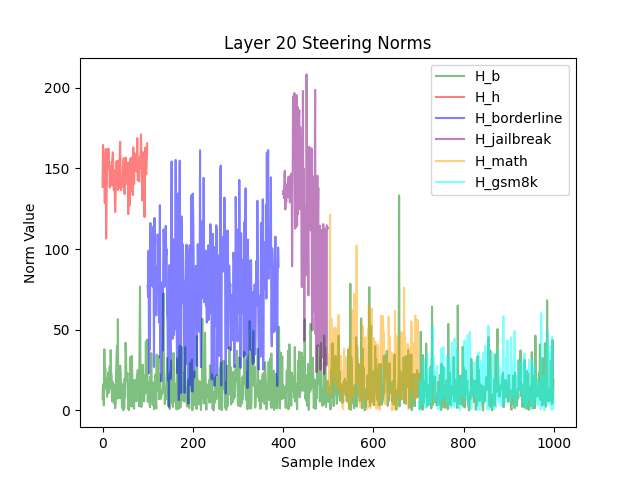 Layer 20 Steering Norms
H_b
H_h
H_borderline
H_jailbreak
H_math
H_gsm8k
200
150
100
50
0
Norm Value
0
200
400
600
800
1000
Sample Index